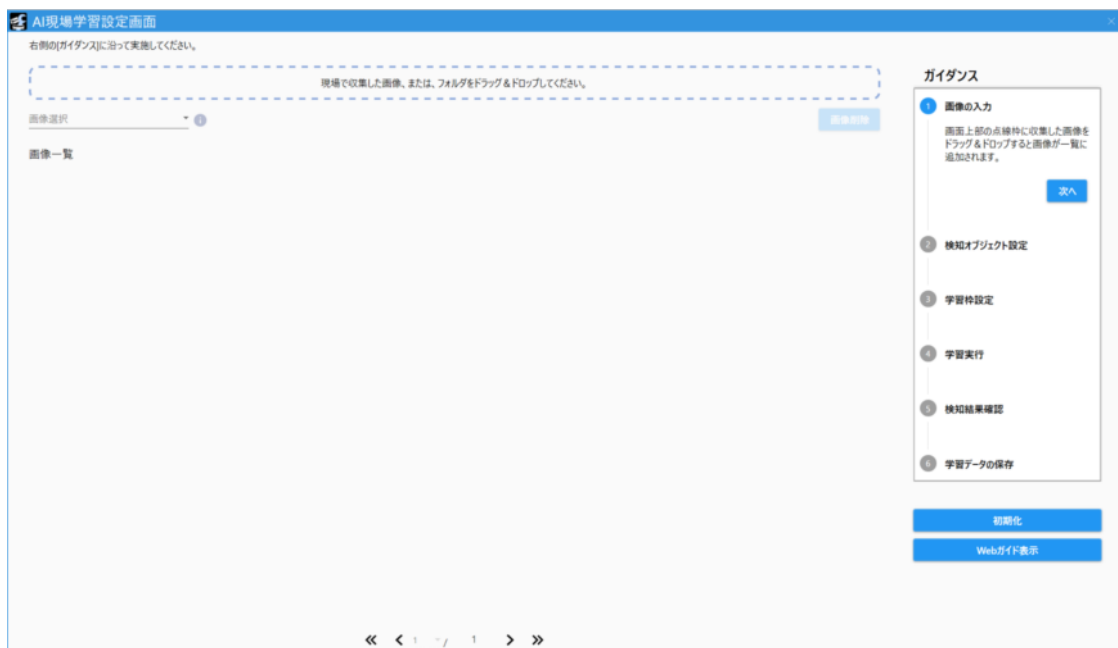 AI現場学習設定画面
右側の[ガイダンス]に沿って実施してください。
現場で収集した画像、または、フォルダをドラッグ&ドロップしてください。
画像選択
画像削除
画像一覧
ガイダンス
1 画像の入力
画面上部の点線枠に収集した画像を
ドラッグ&ドロップすると画像が一覧に
追加されます。
次へ
2 検知オブジェクト設定
3 学習枠設定
4 学習実行
5 検知結果確認
6 学習データの保存
初期化
Webガイド表示
1 / 1